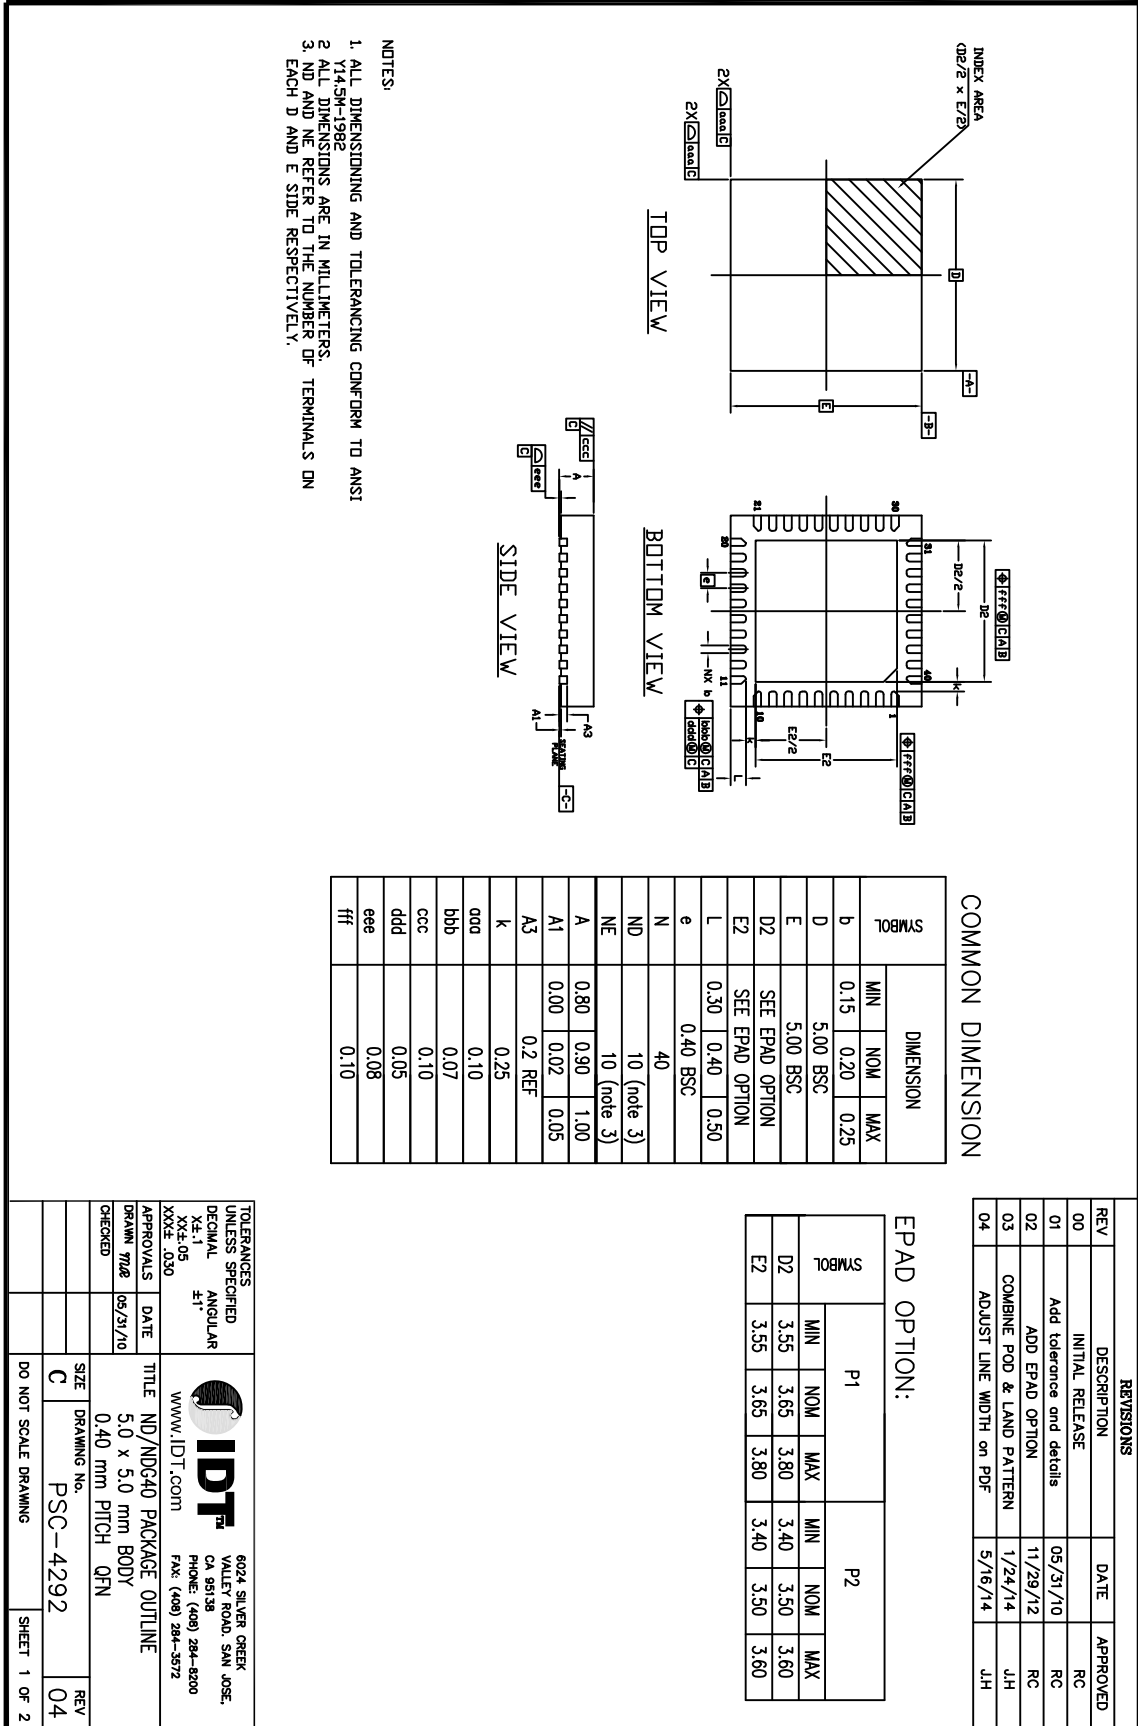 INDEX AREA
(D2/2 x E/2)
2X aaa C
2X aaa C
D
-A-
E
-B-
TOP VIEW
fff M C A B
D2
D2/2
k
31
40
30
21
20
11
1
10
e
NX b
bbb M C A B
ddd M C
fff M C A B
E2
E2/2
k
L
BOTTOM VIEW
// ccc
C
eee
C
A
A3
A1
SEATING
PLANE
-C-
SIDE VIEW
NOTES:
1. ALL DIMENSIONING AND TOLERANCING CONFORM TO ANSI
Y14.5M-1982
2 ALL DIMENSIONS ARE IN MILLIMETERS.
3. ND AND NE REFER TO THE NUMBER OF TERMINALS ON
EACH D AND E SIDE RESPECTIVELY.
COMMON DIMENSION
SYMBOL DIMENSION
MIN NOM MAX
b 0.15 0.20 0.25
D 5.00 BSC
E 5.00 BSC
D2 SEE EPAD OPTION
E2 SEE EPAD OPTION
L 0.30 0.40 0.50
e 0.40 BSC
N 40
ND 10 (note 3)
NE 10 (note 3)
A 0.80 0.90 1.00
A1 0.00 0.02 0.05
A3 0.2 REF
k 0.25
aaa 0.10
bbb 0.07
ccc 0.10
ddd 0.05
eee 0.08
fff 0.10
REVISIONS
REV DESCRIPTION DATE APPROVED
00 INITIAL RELEASE RC
01 Add tolerance and details 05/31/10 RC
02 ADD EPAD OPTION 11/29/12 RC
03 COMBINE POD & LAND PATTERN 1/24/14 J.H
04 ADJUST LINE WIDTH on PDF 5/16/14 J.H
EPAD OPTION:
SYMBOL P1 P2
MIN NOM MAX MIN NOM MAX
D2 3.55 3.65 3.80 3.40 3.50 3.60
E2 3.55 3.65 3.80 3.40 3.50 3.60
TOLERANCES
UNLESS SPECIFIED
DECIMAL ANGULAR
X±.1 ±1°
XX±.05
XXX± .030
APPROVALS DATE
DRAWN 05/31/10
CHECKED
IDT TM
www.IDT.com
6024 SILVER CREEK
VALLEY ROAD. SAN JOSE,
CA 95138
PHONE: (408) 284-8200
FAX: (408) 284-3572
TITLE ND/NDG40 PACKAGE OUTLINE
5.0 x 5.0 mm BODY
0.40 mm PITCH QFN
SIZE DRAWING No. REV
C PSC-4292 04
DO NOT SCALE DRAWING SHEET 1 OF 2